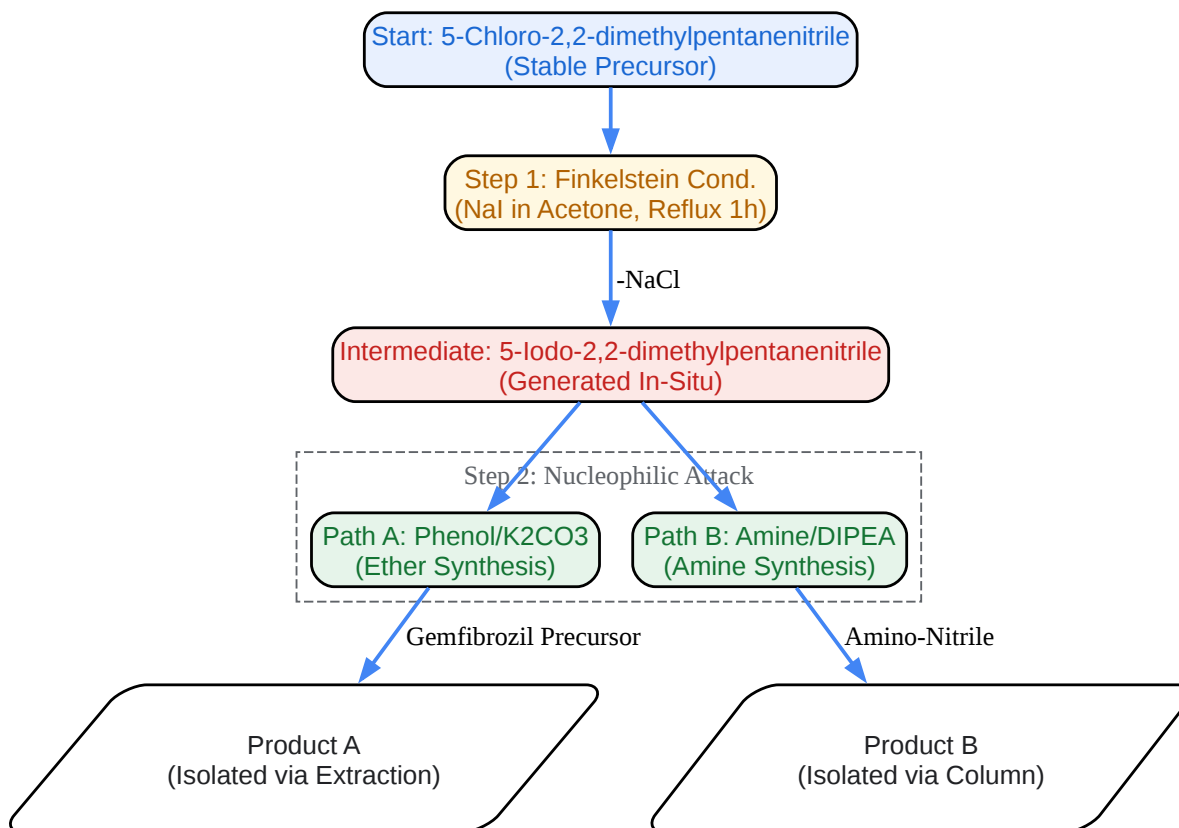 Start: 5-Chloro-2,2-dimethylpentanenitrile
(Stable Precursor)
Step 1: Finkelstein Cond.
(NaI in Acetone, Reflux 1h)
-NaCl
Intermediate: 5-Iodo-2,2-dimethylpentanenitrile
(Generated In-Situ)
Step 2: Nucleophilic Attack
Path A: Phenol/K2CO3
(Ether Synthesis)
Path B: Amine/DIPEA
(Amine Synthesis)
Gemfibrozil Precursor
Amino-Nitrile
Product A
(Isolated via Extraction)
Product B
(Isolated via Column)